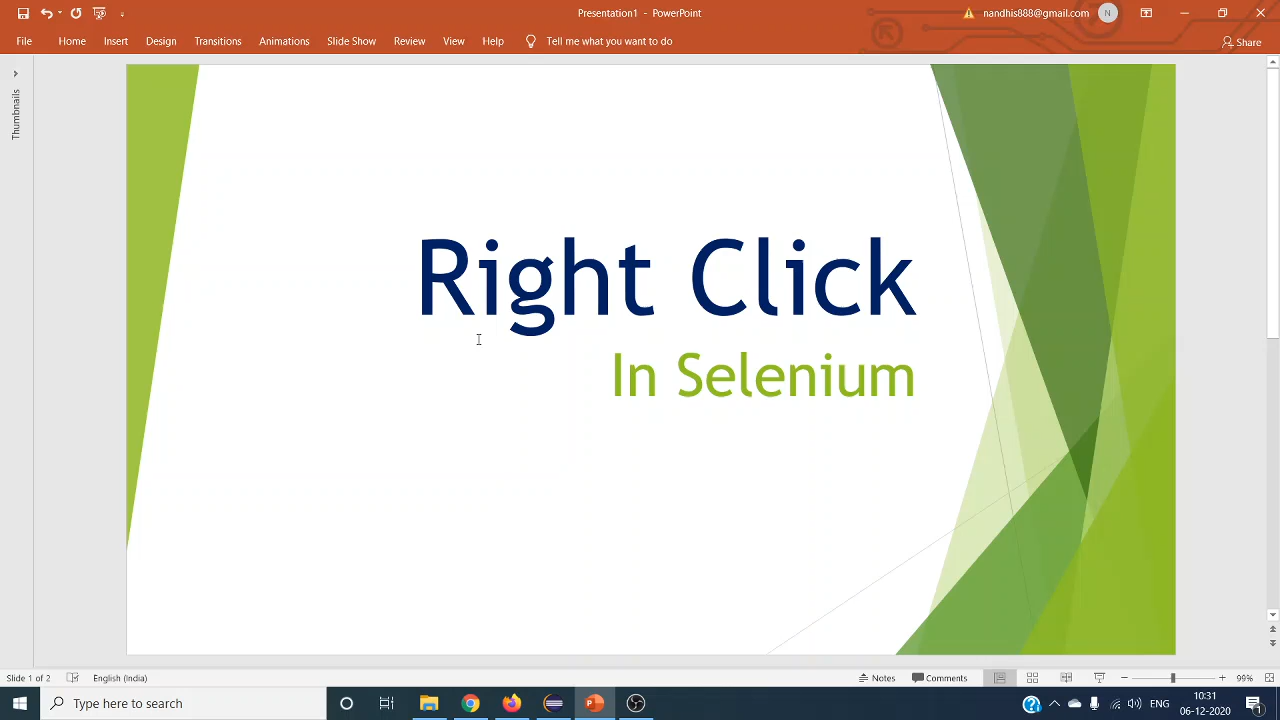 Presentation1 - PowerPoint
nandhis888@gmail.com
N
File Home Insert Design Transitions Animations Slide Show Review View Help Tell me what you want to do
Share
Thumbnails
Right Click
In Selenium
Slide 1 of 2
English (India)
Notes
Comments
99%
Type here to search
ENG
10:31
06-12-2020
1